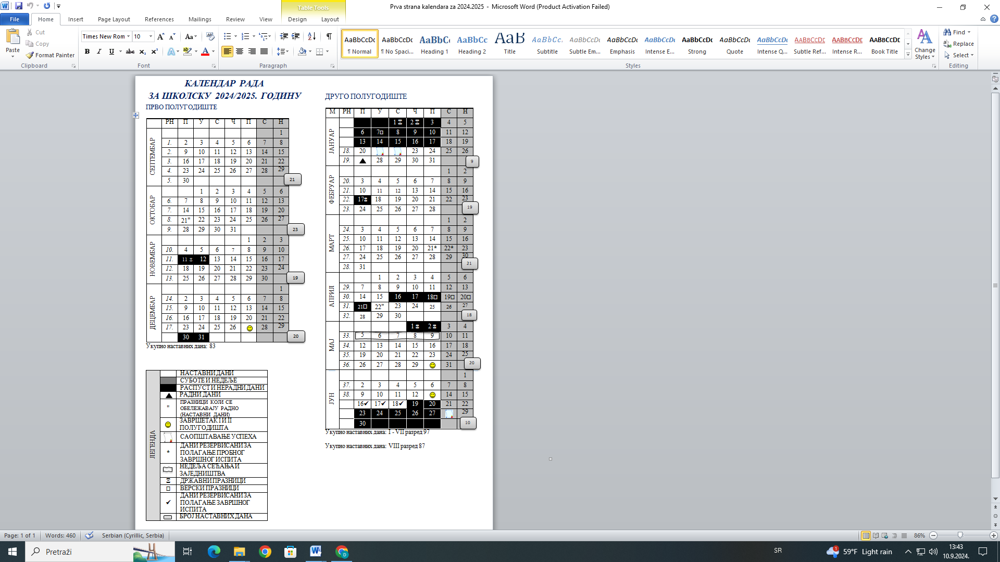 Prva strana kalendara za 2024.2025 - Microsoft Word (Product Activation Failed)
Table Tools
File Home Insert Page Layout References Mailings Review View Design Layout
Cut
Copy
Format Painter
Paste
Times New Rom 10
Clipboard Font Paragraph Styles Editing
AaBbCcDc AaBbCcDc AaBbCc AaBbCc AaB AaBbCc. AaBbCcDc AaBbCcDc AaBbCcDc AaBbCcDc AaBbCcDc AaBbCcDc AABBCCDE AABBCCDE AABBCCDE
¶ Normal ¶ No Spaci... Heading 1 Heading 2 Title Subtitle Subtle Em... Emphasis Intense E... Strong Quote Intense Q... Subtle Ref... Intense R... Book Title
Change Styles
Find
Replace
Select
КАЛЕНДАР РАДА
ЗА ШКОЛСКУ 2024/2025. ГОДИНУ
ПРВО ПОЛУГОДИШТЕ
РН П У С Ч П С Н
СЕПТЕМБАР
1
1. 2 3 4 5 6 7 8
2. 9 10 11 12 13 14 15
3. 16 17 18 19 20 21 22
4. 23 24 25 26 27 28 29
5. 30
21
ОКТОБАР
1 2 3 4 5 6
6. 7 8 9 10 11 12 13
7. 14 15 16 17 18 19 20
8. 21" 22 23 24 25 26 27
9. 28 29 30 31
23
НОВЕМБАР
1 2 3
10. 4 5 6 7 8 9 10
11. 11 Ξ 12 13 14 15 16 17
12. 18 19 20 21 22 23 24
13. 25 26 27 28 29 30
19
ДЕЦЕМБАР
1
14. 2 3 4 5 6 7 8
15. 9 10 11 12 13 14 15
16. 16 17 18 19 20 21 22
17. 23 24 25 26 28 29
30 31
20
Укупно наставних дана: 83
ЛЕГЕНДА
НАСТАВНИ ДАНИ
СУБОТЕ И НЕДЕЉЕ
РАСПУСТ И НЕРАДНИ ДАНИ
РАДНИ ДАНИ
" ПРАЗНИЦИ КОЈИ СЕ
ОБЕЛЕЖАВАЈУ РАДНО
(НАСТАВНИ ДАНИ)
ЗАВРШЕТАК I И II
ПОЛУГОДИШТА
САОПШТАВАЊЕ УСПЕХА
* ДАНИ РЕЗЕРВИСАНИ ЗА
ПОЛАГАЊЕ ПРОБНОГ
ЗАВРШНОГ ИСПИТА
НЕДЕЉА СЕЋАЊА И
ЗАЈЕДНИШТВА
Ξ ДРЖАВНИ ПРАЗНИЦИ
□ ВЕРСКИ ПРАЗНИЦИ
✔ ДАНИ РЕЗЕРВИСАНИ ЗА
ПОЛАГАЊЕ ЗАВРШНОГ
ИСПИТА
БРОЈ НАСТАВНИХ ДАНА
ДРУГО ПОЛУГОДИШТЕ
М РН П У С Ч П С Н
ЈАНУАР
1 Ξ 2 Ξ 3 4 5
6 7□ 8 9 10 11 12
13 14 15 16 17 18 19
18. 20 23 24 25 26
19. 28 29 30 31
9
ФЕБРУАР
1 2
20. 3 4 5 6 7 8 9
21. 10 11 12 13 14 15 16
22. 17Ξ 18 19 20 21 22 23
23. 24 25 26 27 28
19
МАРТ
1 2
24. 3 4 5 6 7 8 9
25. 10 11 12 13 14 15 16
26. 17 18 19 20 21* 22* 23
27. 24 25 26 27 28 29 30
28. 31
21
АПРИЛ
1 2 3 4 5 6
29. 7 8 9 10 11 12 13
30. 14 15 16 17 18□ 19□ 20□
31. 21□ 22" 23 24 25 26 27
32. 28 29 30
18
МАЈ
1 Ξ 2 Ξ 3 4
33. 5 6 7 8 9 10 11
34. 12 13 14 15 16 17 18
35. 19 20 21 22 23 24 25
36. 26 27 28 29 31
20
ЈУН
1
37. 2 3 4 5 6 7 8
38. 9 10 11 12 14 15
16✔ 17✔ 18✔ 19 20 21 22
23 24 25 26 27 29
30
10
Укупно наставних дана: I - VII разред 97
Укупно наставних дана: VIII разред 87
Page: 1 of 1 Words: 460 Serbian (Cyrillic, Serbia) 86%
Pretraži
SR
1
59°F Light rain
13:43
10.9.2024.